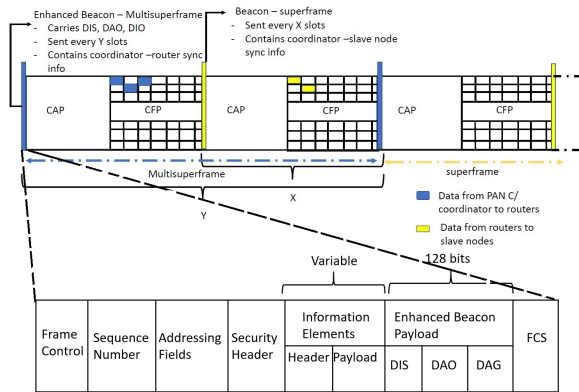 Enhanced Beacon – Multisuperframe
- Carries DIS, DAO, DIO
- Sent every Y slots
- Contains coordinator –router sync
info
Beacon – superframe
- Sent every X slots
- Contains coordinator –slave node
sync info
CAP
CFP
CAP
CFP
CAP
CFP
Multisuperframe
superframe
X
Y
Data from PAN C/
coordinator to routers
Data from routers to
slave nodes
Variable
128 bits
Frame
Control
Sequence
Number
Addressing
Fields
Security
Header
Information
Elements
Header
Payload
Enhanced Beacon
Payload
DIS
DAO
DAG
FCS